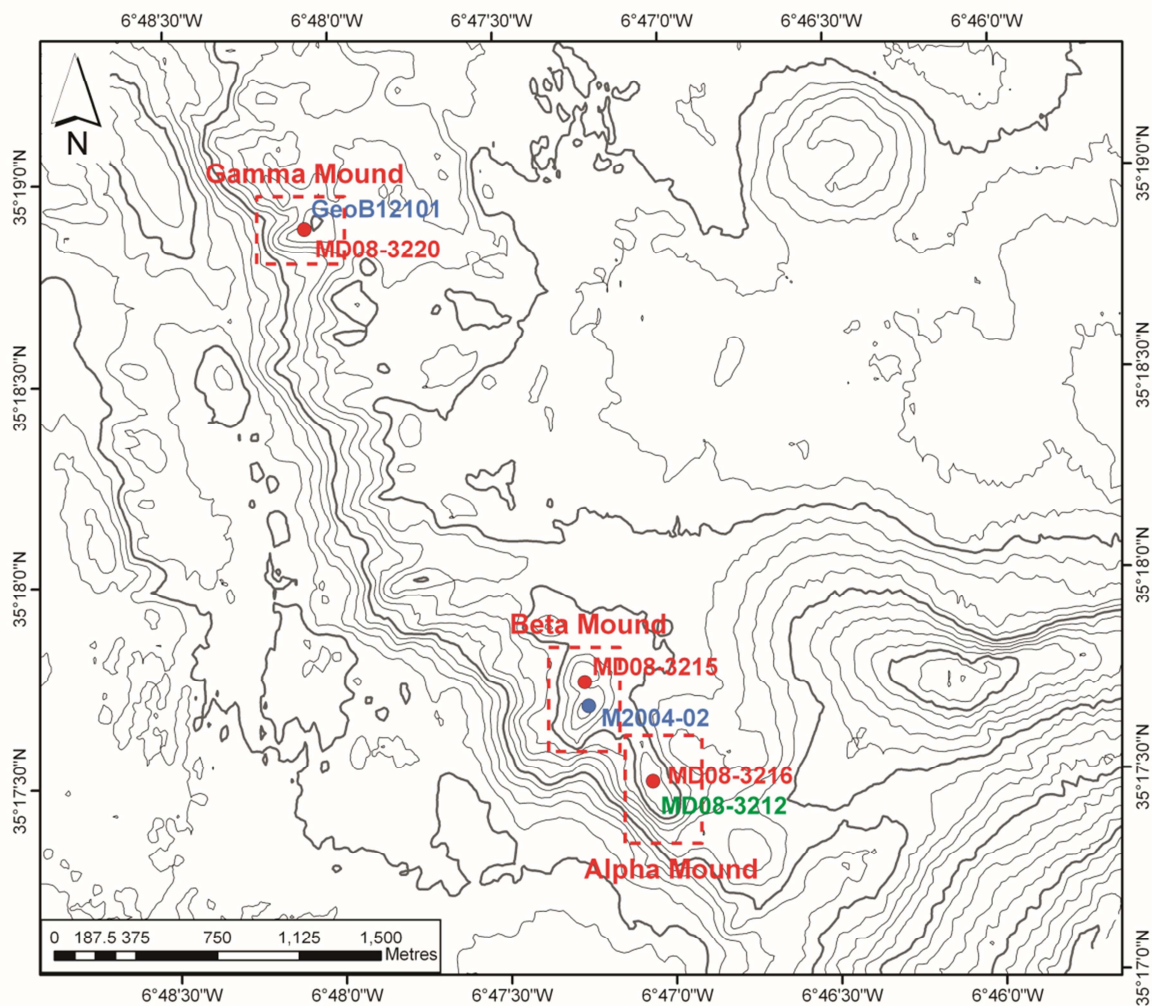 6°48'30"W 6°48'0"W 6°47'30"W 6°47'0"W 6°46'30"W 6°46'0"W
N
35°19'0"N
35°19'0"N
Gamma Mound
GeoB12101
MD08-3220
35°18'30"N
35°18'30"N
35°18'0"N
35°18'0"N
Beta Mound
MD08-3215
M2004-02
MD08-3216
MD08-3212
35°17'30"N
35°17'30"N
Alpha Mound
0 187.5 375 750 1,125 1,500
Metres
35°17'0"N
6°48'30"W 6°48'0"W 6°47'30"W 6°47'0"W 6°46'30"W 6°46'0"W